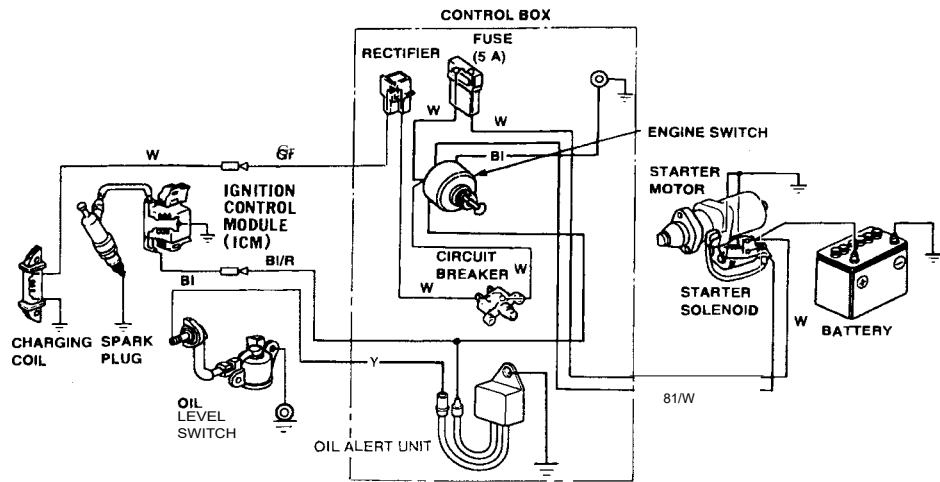 CONTROL BOX
FUSE
(5 A)
RECTIFIER
W
W
ENGINE SWITCH
BI
W
STARTER
MOTOR
IGNITION
CONTROL
MODULE
(ICM)
BI/R
BI
CIRCUIT
BREAKER
W
W
STARTER
SOLENOID
W
BATTERY
CHARGING
COIL
SPARK
PLUG
Y
OIL
LEVEL
SWITCH
81/W
OIL ALERT UNIT